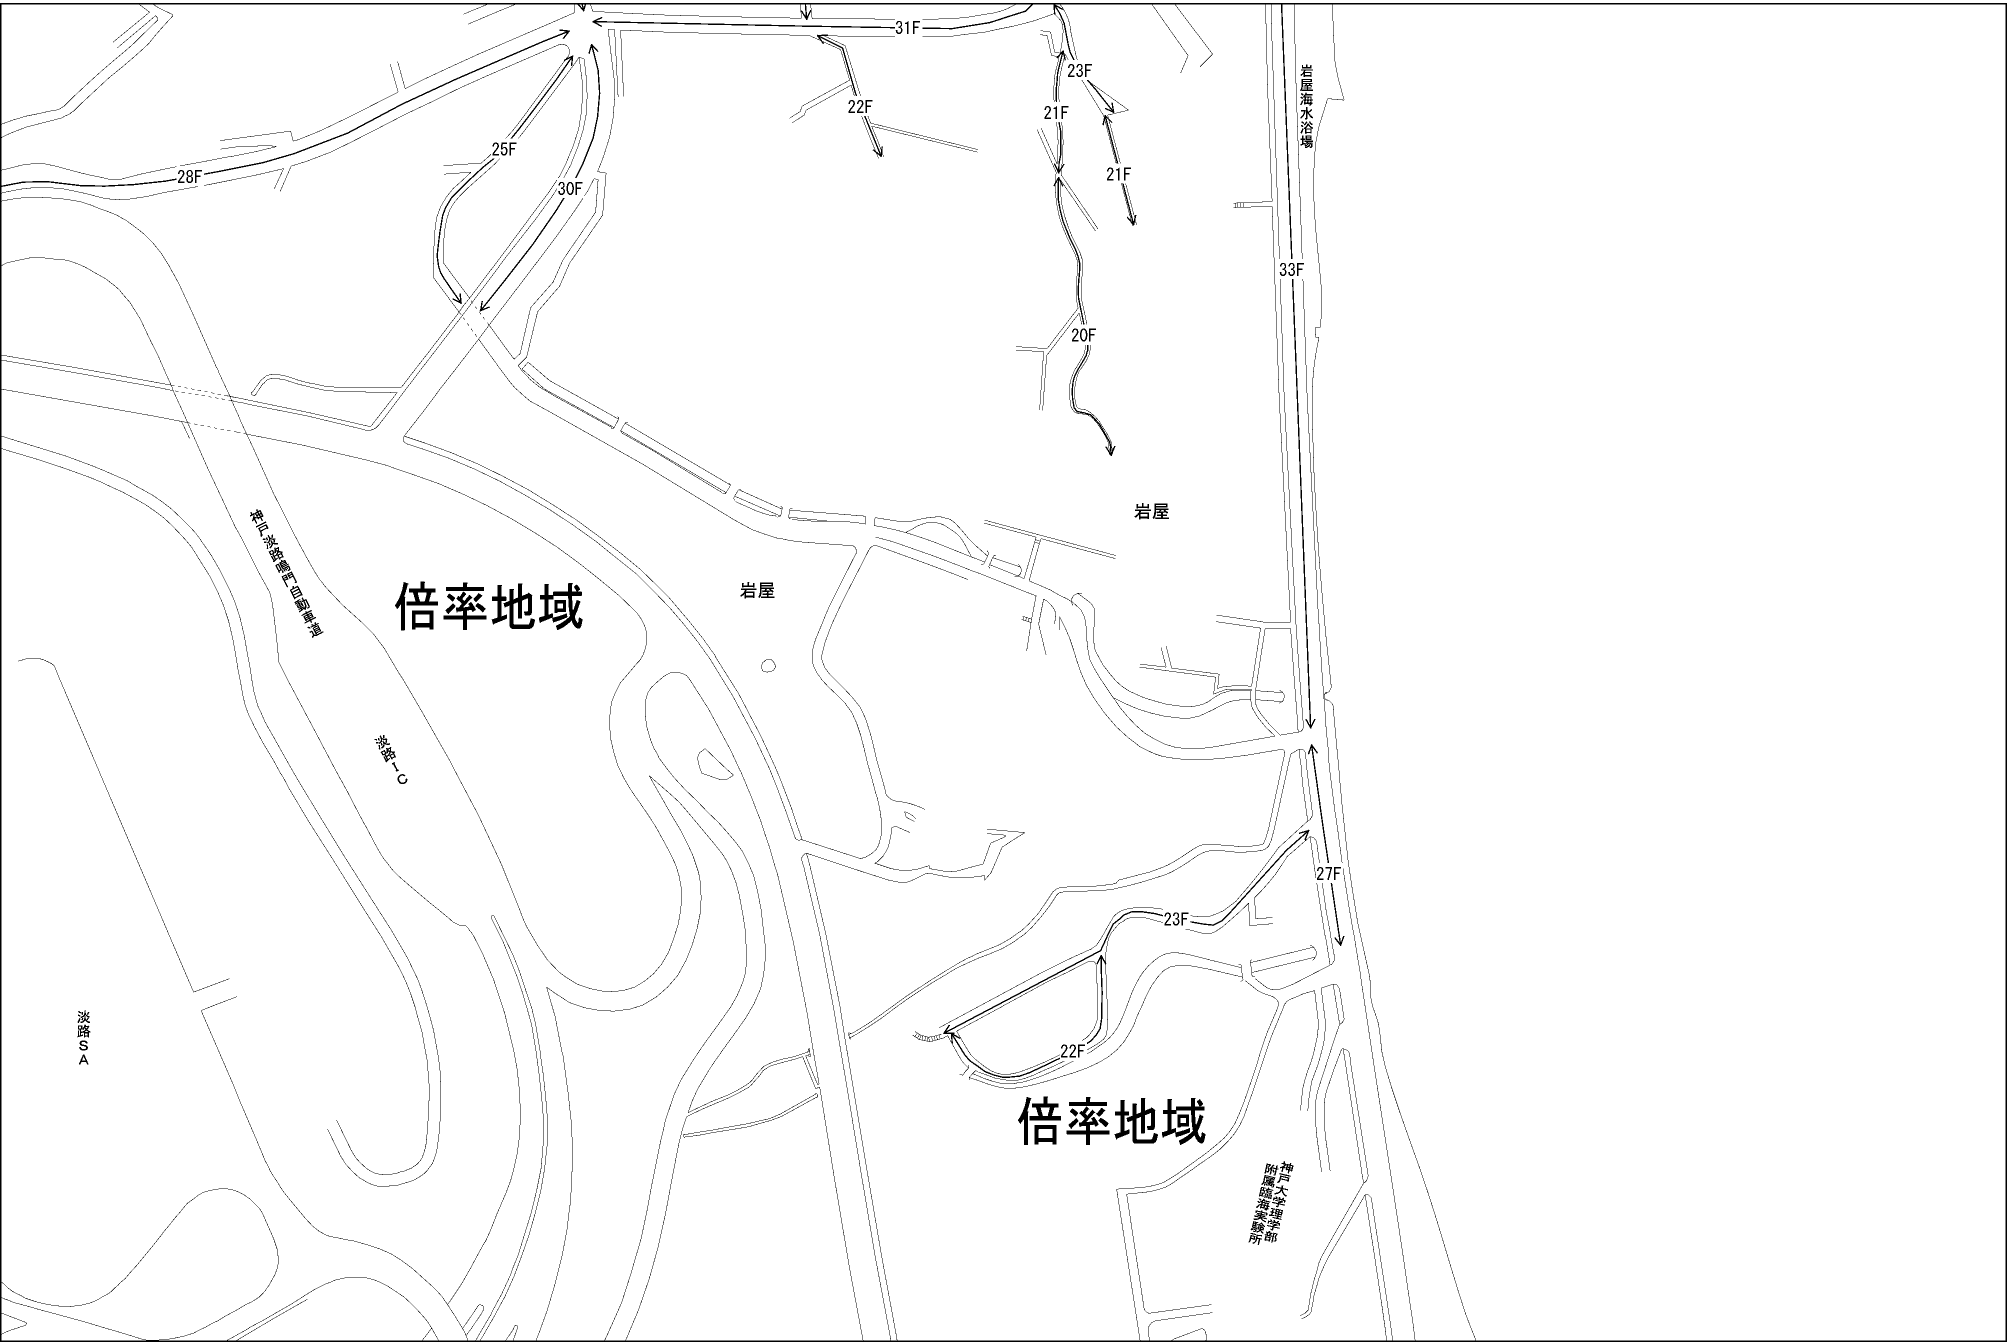 31F
23F
岩屋海水浴場
22F
21F
25F
21F
28F
30F
33F
20F
岩屋
神戸淡路鳴門自動車道
倍率地域
岩屋
淡路IC
27F
23F
淡路SA
22F
倍率地域
神戸大学理学部
附属臨海実験所